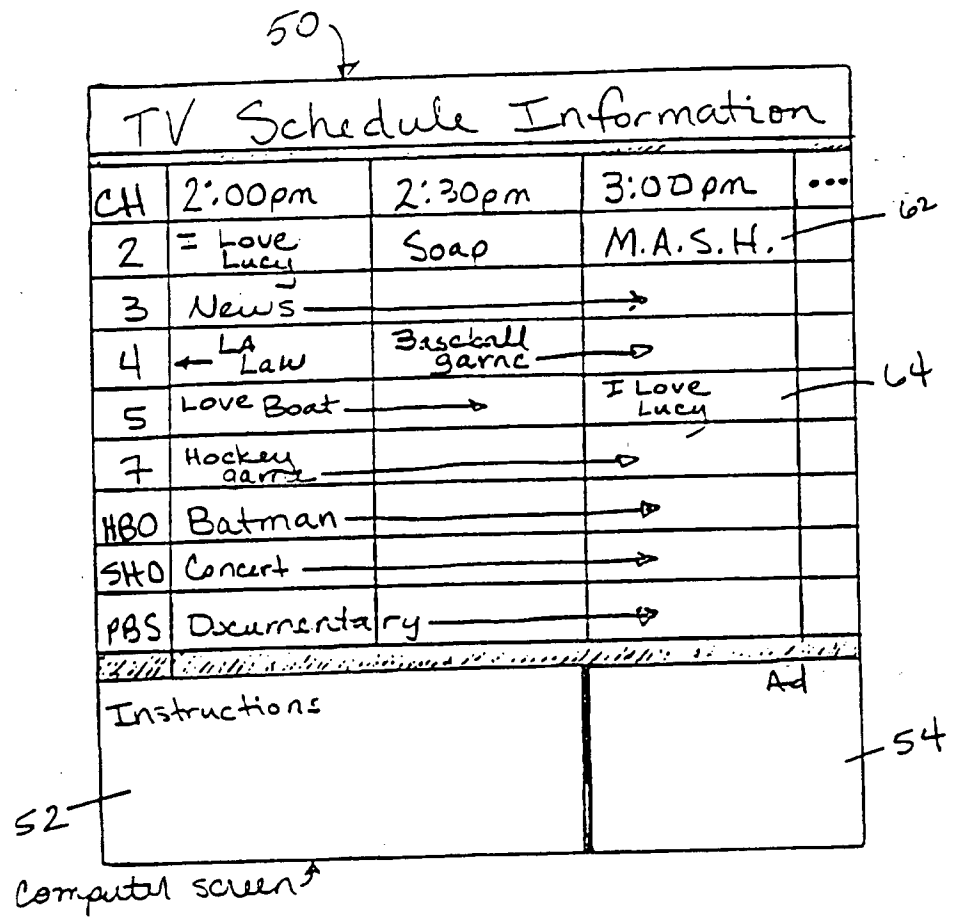 50
TV Schedule Information
CH 2:00pm 2:30pm 3:00pm ...
62
2 I Love Lucy Soap M.A.S.H.
3 News
4 LA Law Baseball game
64
5 Love Boat I Love Lucy
7 Hockey game
HBO Batman
SHO Concert
PBS Documentary
Ad
Instructions
54
52
Computer screen